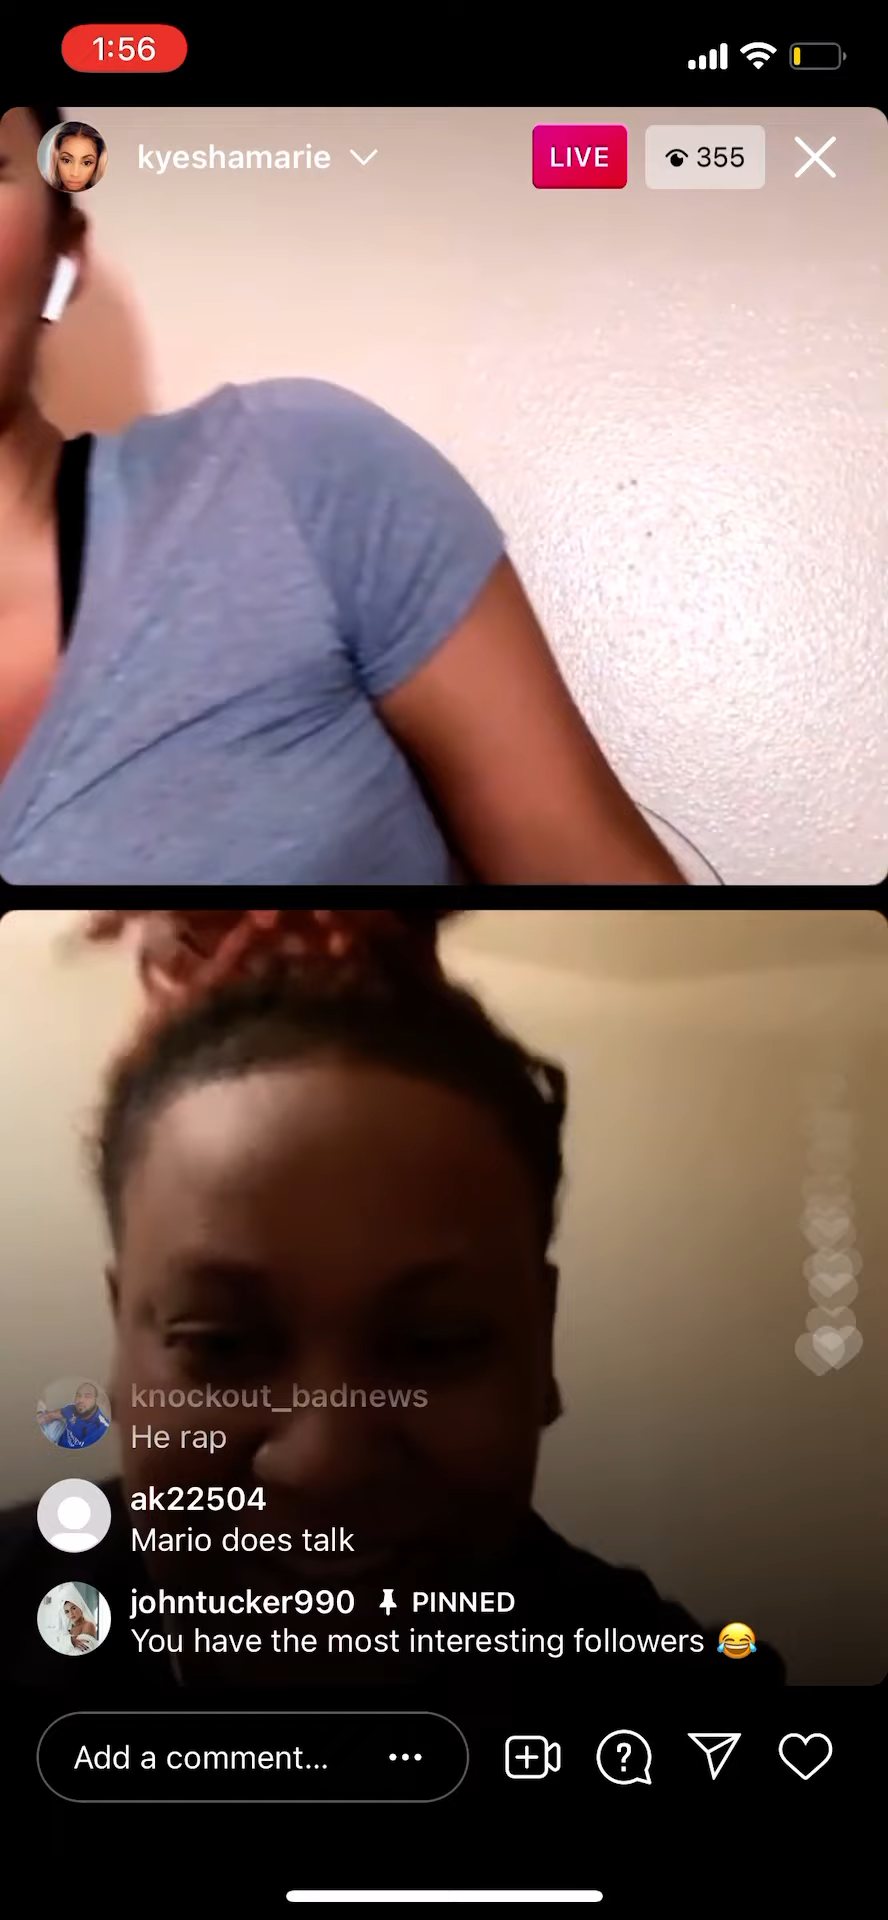 1:56
kyeshamarie
LIVE
355
knockout_badnews
He rap
ak22504
Mario does talk
johntucker990 PINNED
You have the most interesting followers 😂
Add a comment...